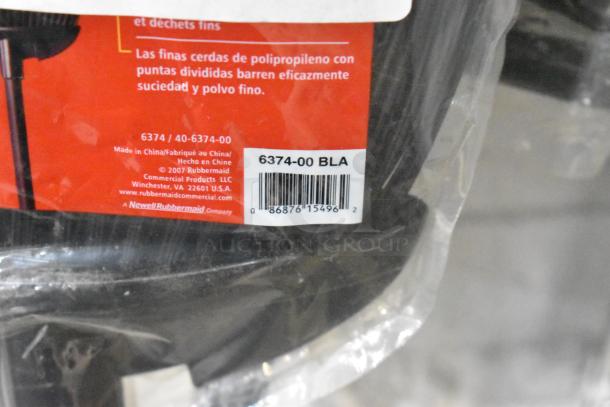 et déchets fins
Las finas cerdas de polipropileno con
puntas divididas barren eficazmente
suciedad y polvo fino.
6374 / 40-6374-00
Made in China/Fabriqué au China/
Hecho en Chine
© 2007 Rubbermaid
Commercial Products LLC
Winchester, VA 22601 U.S.A.
www.rubbermaidcommercial.com
A NewellRubbermaid Company
6374-00 BLA
0 86876 15496 2
AUCTION GROUP